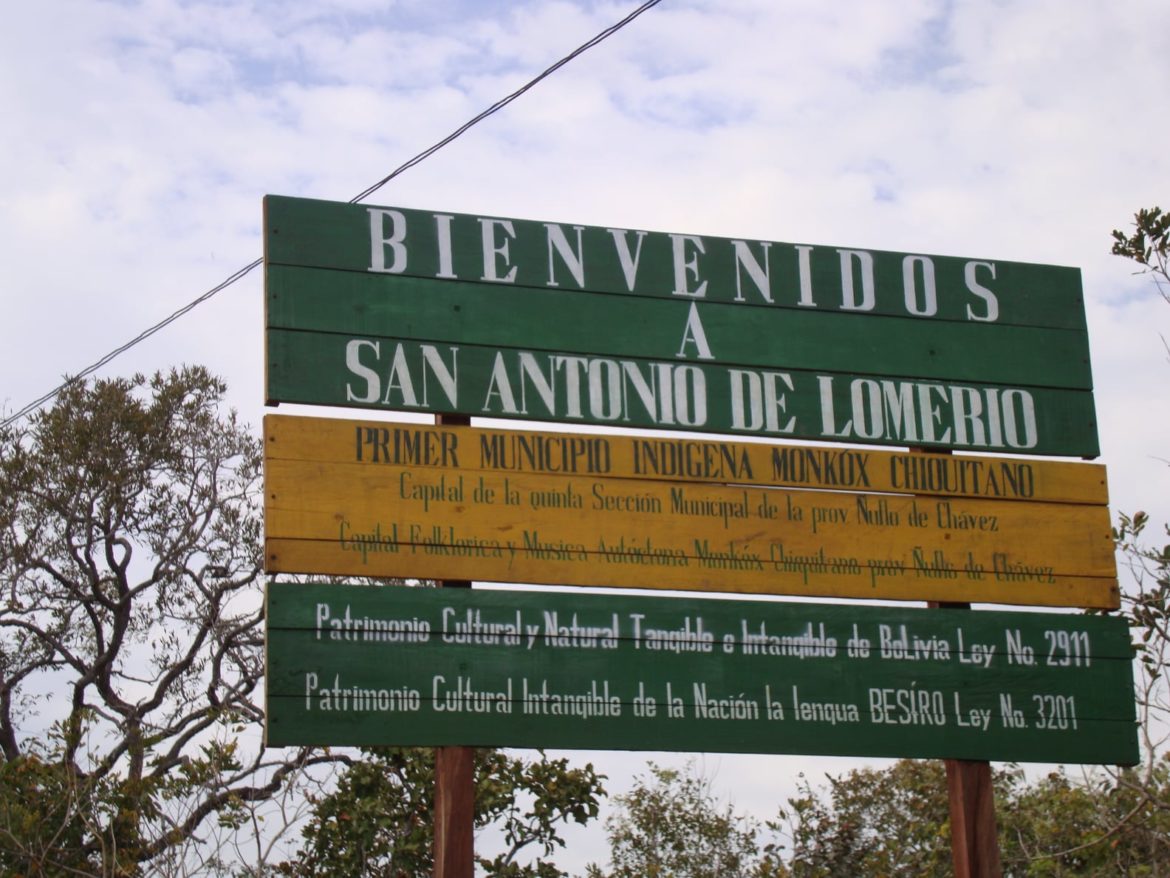 BIENVENIDOS
A
SAN ANTONIO DE LOMERIO
PRIMER MUNICIPIO INDÍGENA MONKÓX CHIQUITANO
Capital de la quinta Sección Municipal de la prov Ñuflo de Chávez
Capital Folklorica y Musica Autóctona Monkóx Chiquitano prov Ñuflo de Chávez
Patrimonio Cultural y Natural Tangible e Intangible de BoLivia Ley No. 2911
Patrimonio Cultural Intangible de la Nación la lengua BESÍRO Ley No. 3201